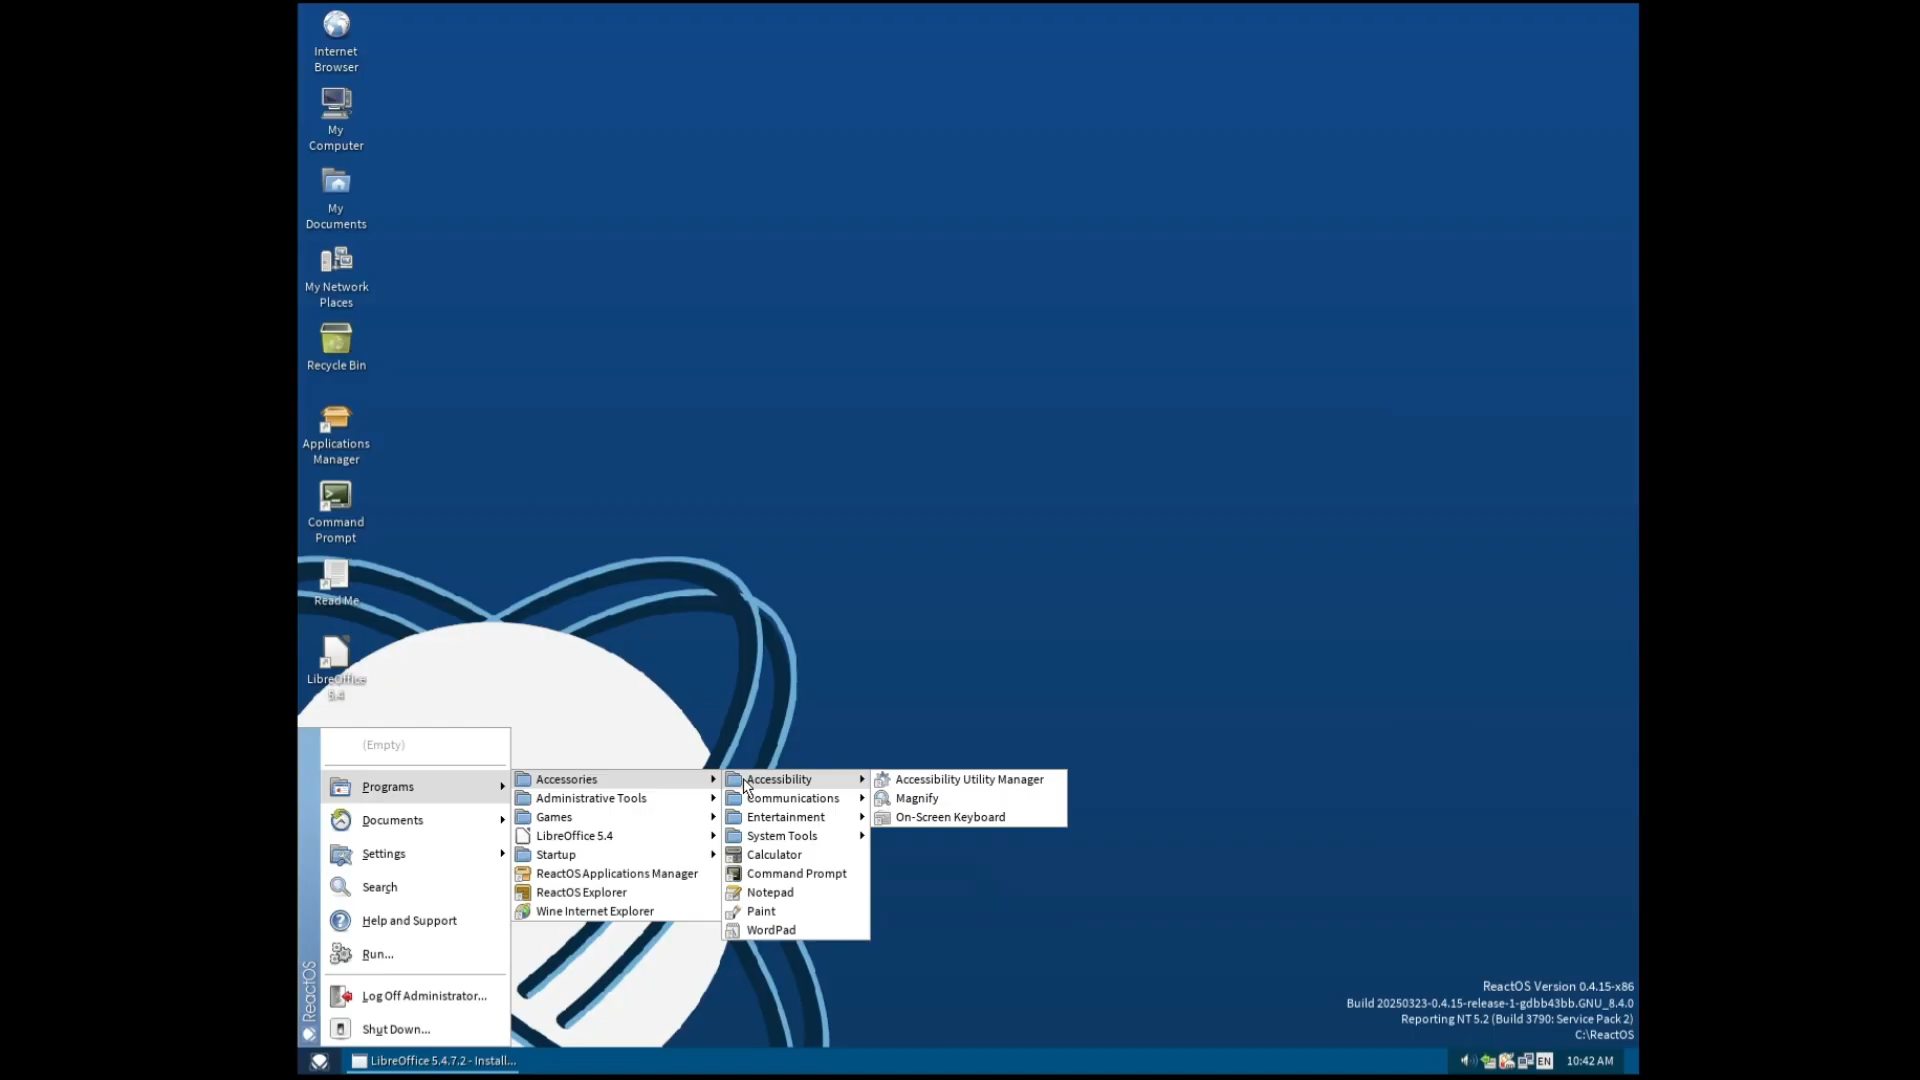 Internet
Browser
My
Computer
My
Documents
My Network
Places
Recycle Bin
Applications
Manager
Command
Prompt
Read Me
LibreOffice
5.4
(Empty)
Programs
Documents
Settings
Search
Help and Support
Run...
Log Off Administrator...
Shut Down...
ReactOS
Accessories
Administrative Tools
Games
LibreOffice 5.4
Startup
ReactOS Applications Manager
ReactOS Explorer
Wine Internet Explorer
Accessibility
Communications
Entertainment
System Tools
Calculator
Command Prompt
Notepad
Paint
WordPad
Accessibility Utility Manager
Magnify
On-Screen Keyboard
ReactOS Version 0.4.15-x86
Build 20250323-0.4.15-release-1-gdbb43bb.GNU_8.4.0
Reporting NT 5.2 (Build 3790: Service Pack 2)
C:\ReactOS
LibreOffice 5.4.7.2 - Install...
EN
10:42 AM